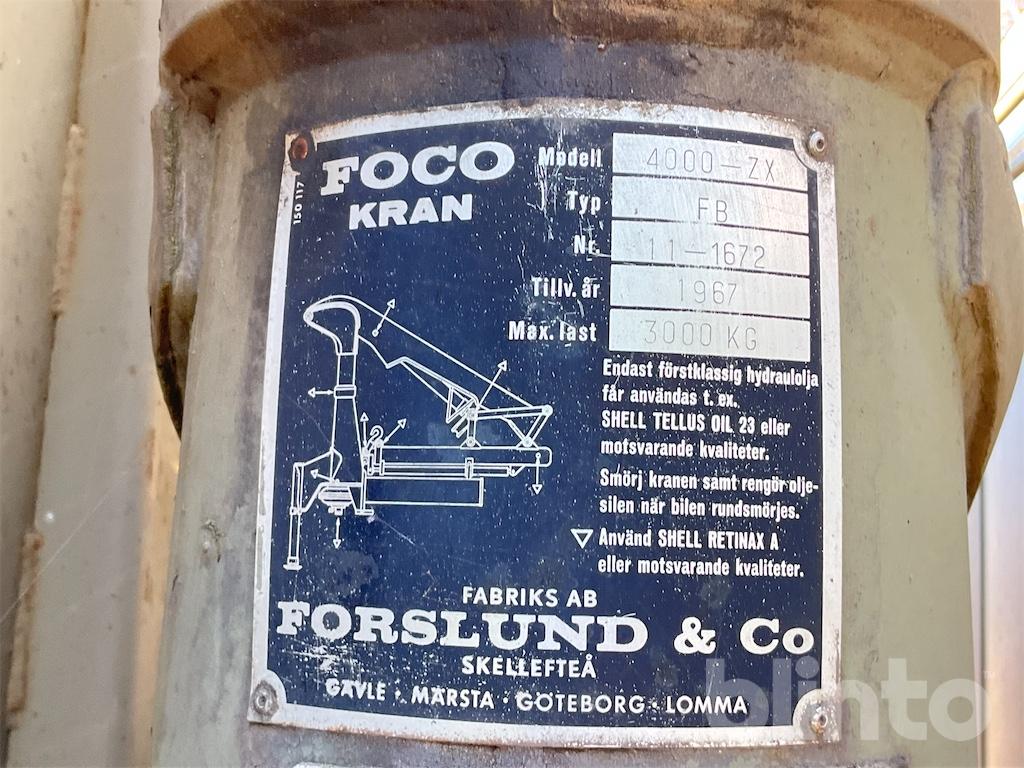 FOCO
KRAN
150 117
Modell 4000-ZX
Typ FB
Nr. 11-1672
Tillv. år 1967
Max. last 3000 KG
Endast förstklassig hydraulolja
får användas t. ex.
SHELL TELLUS OIL 23 eller
motsvarande kvaliteter.
Smörj kranen samt rengör olje-
silen när bilen rundsmörjes.
▽ Använd SHELL RETINAX A
eller motsvarande kvaliteter.
FABRIKS AB
FORSLUND & Co
SKELLEFTEÅ
GÄVLE · MÄRSTA · GÖTEBORG · LOMMA
blinto